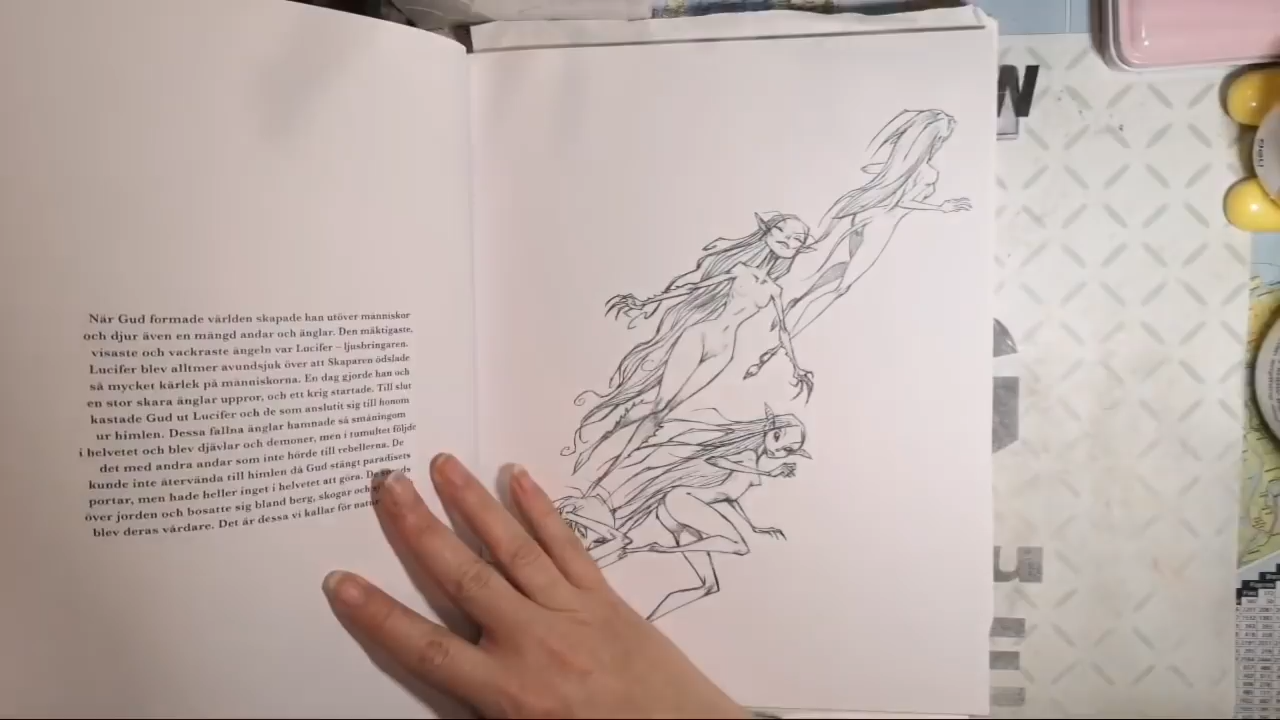 När Gud formade världen skapade han utöver människor
och djur även en mängd andar och änglar. Den mäktigaste,
visaste och vackraste ängeln var Lucifer – ljusbringaren.
Lucifer blev alltmer avundsjuk över att Skaparen ödslade
så mycket kärlek på människorna. En dag gjorde han och
en stor skara änglar uppror, och ett krig startade. Till slut
kastade Gud ut Lucifer och de som anslutit sig till honom
ur himlen. Dessa fallna änglar hamnade så småningom
i helvetet och blev djävlar och demoner, men i tumultet följde
det med andra andar som inte hörde till rebellerna. De
kunde inte återvända till himlen då Gud stängt paradisets
portar, men hade heller inget i helvetet att göra.
över jorden och bosatte sig bland berg, skogar och
blev deras vårdare. Det är dessa vi kallar för
W
Deli